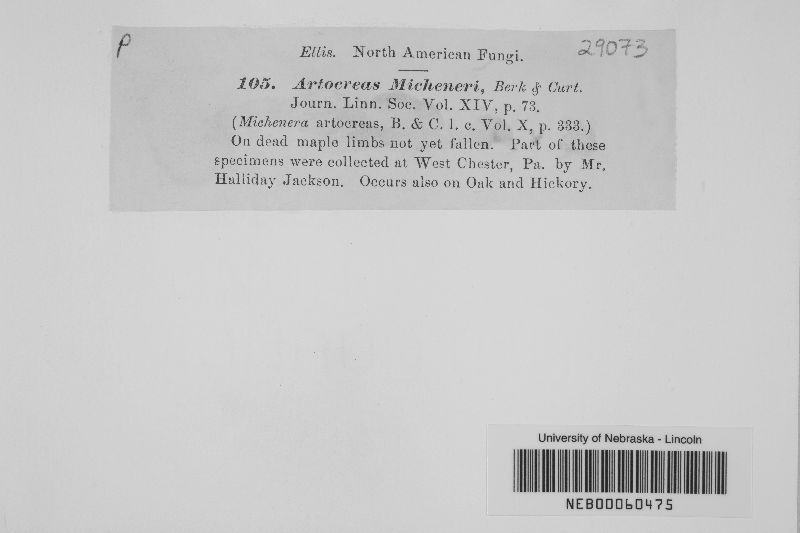 P
Ellis. North American Fungi. 29073
105. Artocreas Micheneri, Berk & Curt.
Journ. Linn. Soc. Vol. XIV, p. 73.
(Michenera artocreas, B. & C. l. c. Vol. X, p. 333.)
On dead maple limbs not yet fallen. Part of these
specimens were collected at West Chester, Pa. by Mr.
Halliday Jackson. Occurs also on Oak and Hickory.
University of Nebraska - Lincoln
NEB00060475